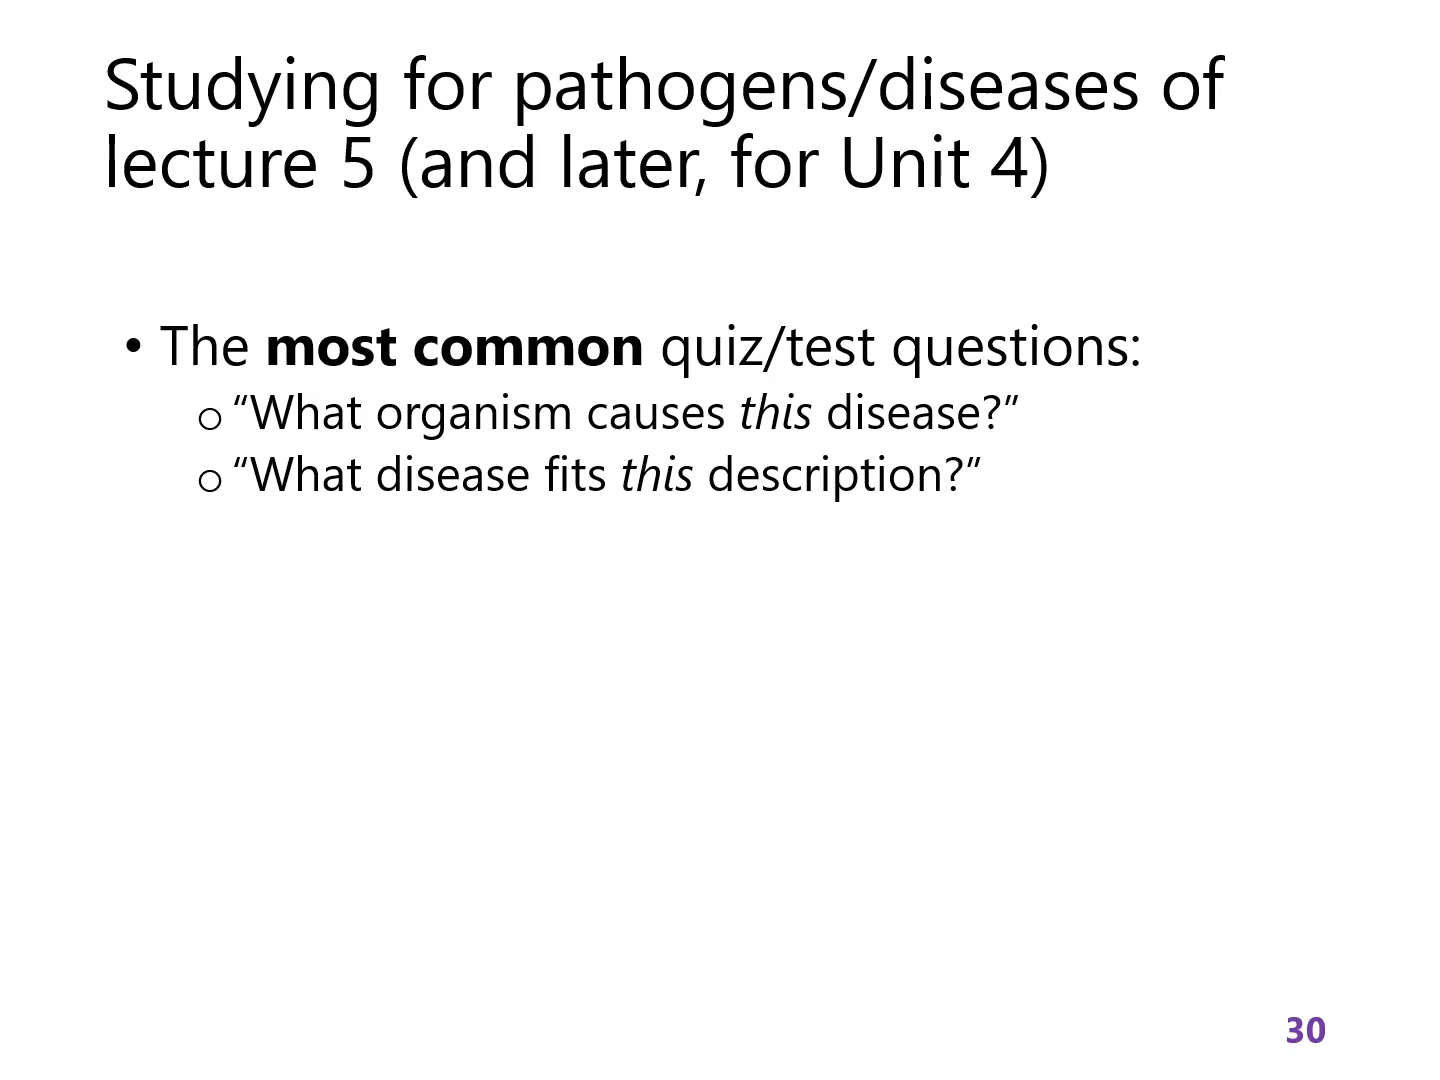 Studying for pathogens/diseases of
lecture 5 (and later, for Unit 4)
• The most common quiz/test questions:
o “What organism causes this disease?”
o “What disease fits this description?”
30